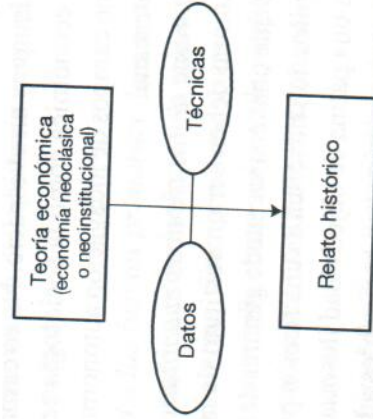 Teoría económica
(economía neoclásica
o neoinstitucional)
Datos
Técnicas
Relato histórico